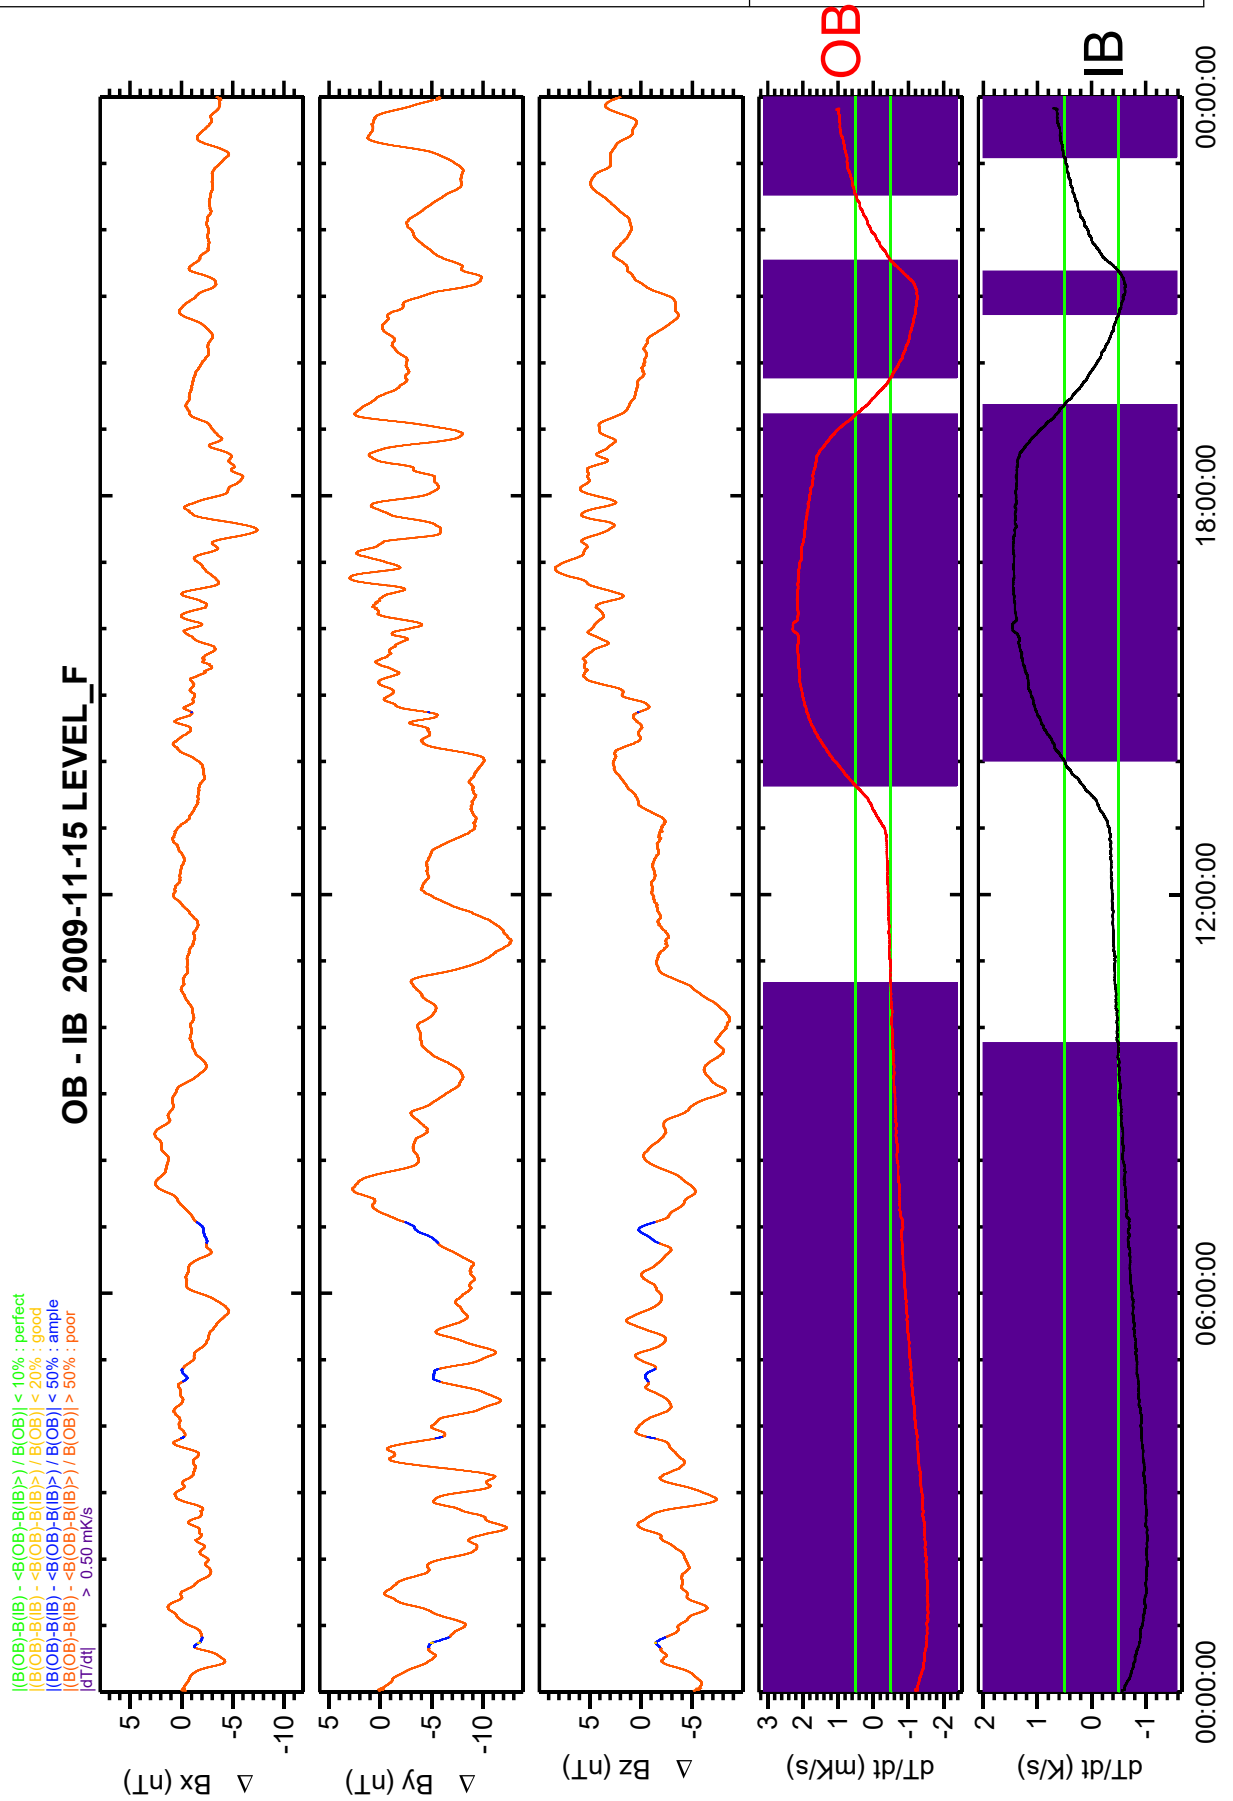 |(B(OB)-B(IB) - <B(OB)-B(IB)>) / B(OB)| < 10% : perfect
|(B(OB)-B(IB) - <B(OB)-B(IB)>) / B(OB)| < 20% : good
|(B(OB)-B(IB) - <B(OB)-B(IB)>) / B(OB)| < 50% : ample
|(B(OB)-B(IB) - <B(OB)-B(IB)>) / B(OB)| > 50% : poor
|dT/dt| > 0.50 mK/s
OB - IB 2009-11-15 LEVEL_F
Δ Bx (nT)
5 0 -5 -10
Δ By (nT)
5 0 -5 -10
Δ Bz (nT)
5 0 -5
dT/dt (mK/s)
3 2 1 0 -1 -2
OB
dT/dt (K/s)
2 1 0 -1
IB
00:00:00 06:00:00 12:00:00 18:00:00 00:00:00